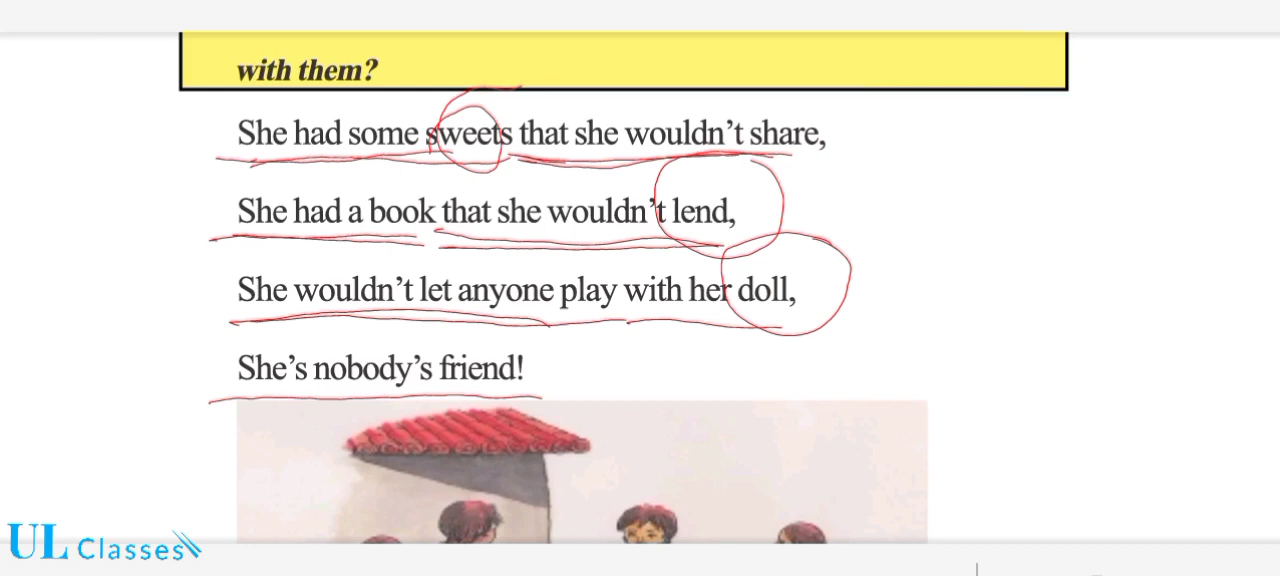 with them?
She had some sweets that she wouldn't share,
She had a book that she wouldn't lend,
She wouldn't let anyone play with her doll,
She's nobody's friend!
UL Classes